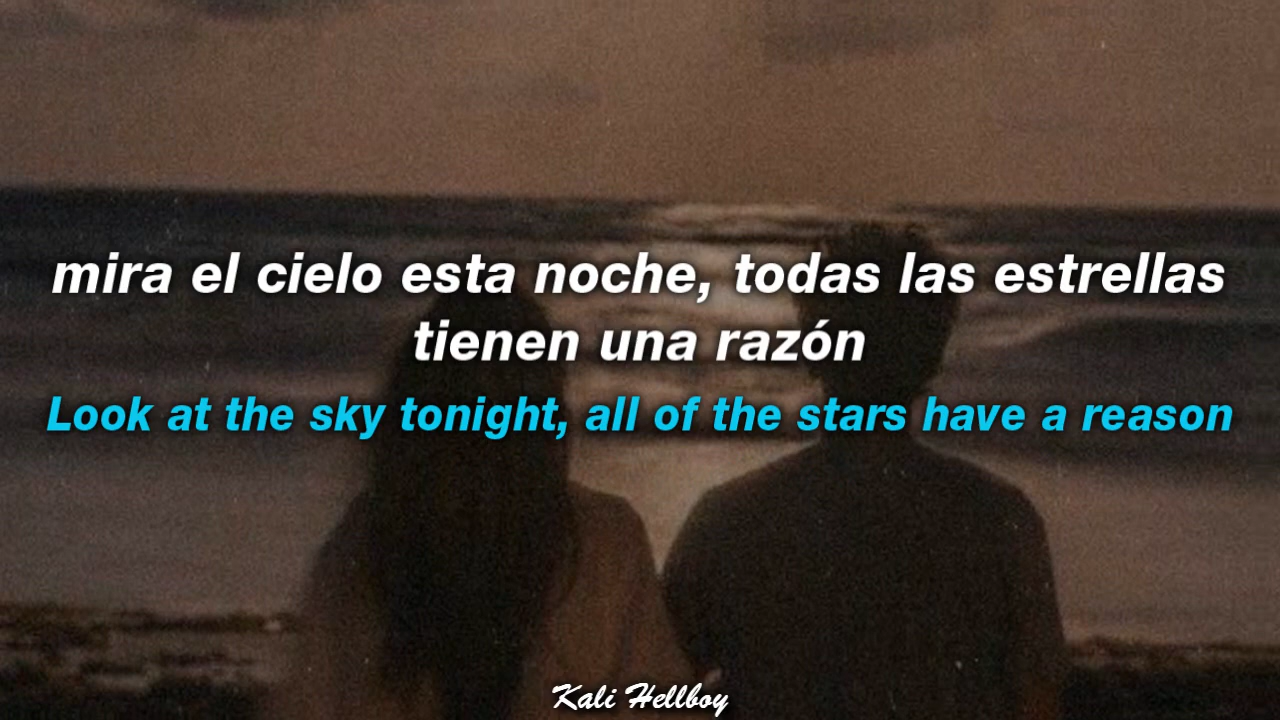 mira el cielo esta noche, todas las estrellas
tienen una razón
Look at the sky tonight, all of the stars have a reason
Kali Hellboy